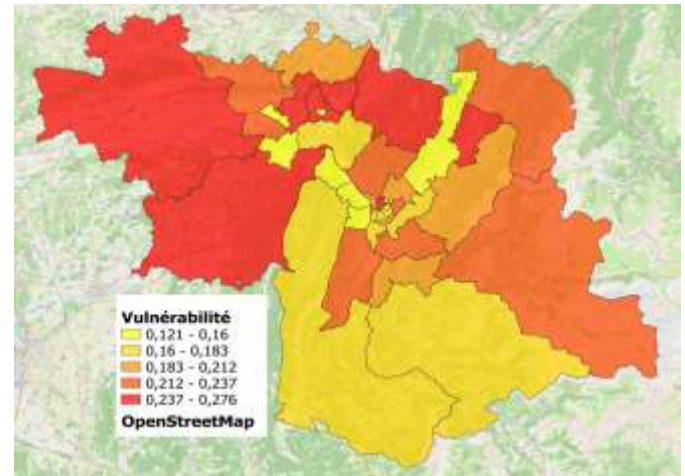 Vulnérabilité
0,121 - 0,16
0,16 - 0,183
0,183 - 0,212
0,212 - 0,237
0,237 - 0,276
OpenStreetMap